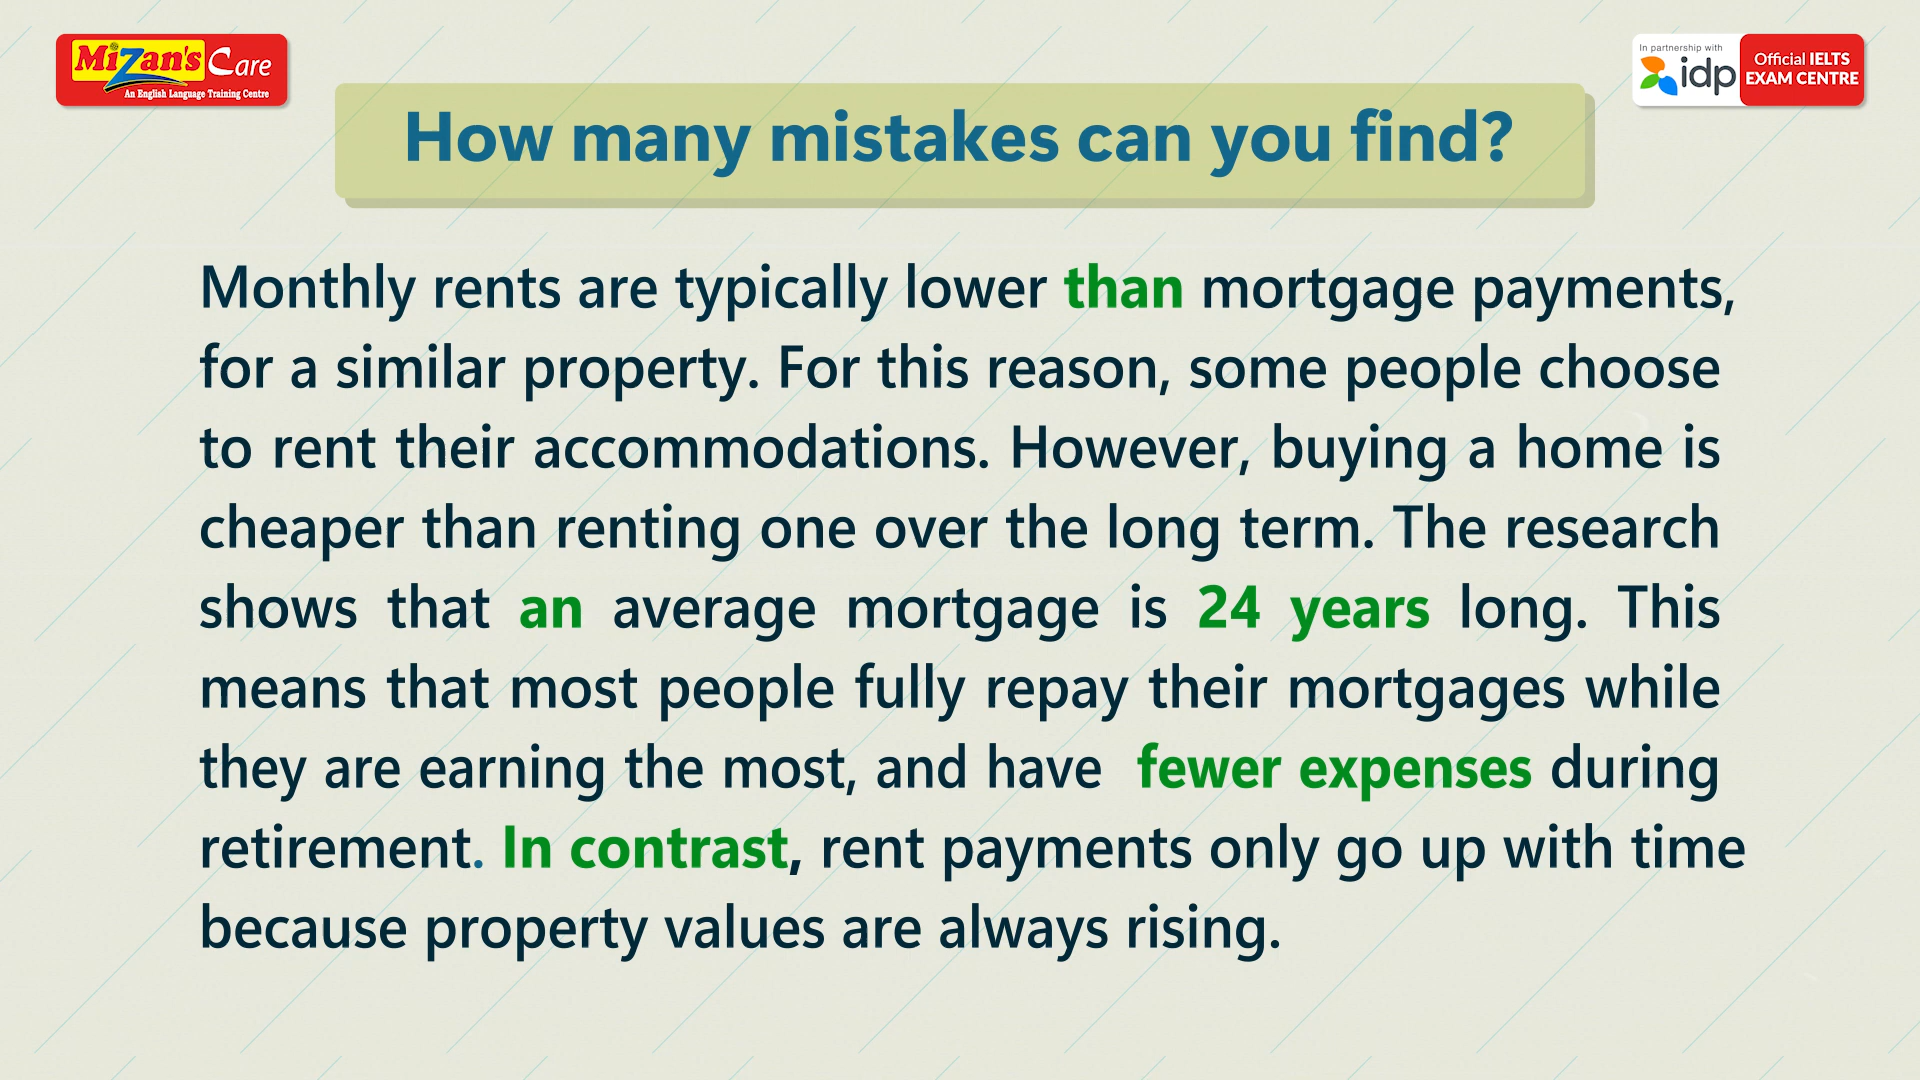 Mizan's Care
An English Language Training Centre
In partnership with
idp
Official IELTS
EXAM CENTRE
How many mistakes can you find?
Monthly rents are typically lower than mortgage payments,
for a similar property. For this reason, some people choose
to rent their accommodations. However, buying a home is
cheaper than renting one over the long term. The research
shows that an average mortgage is 24 years long. This
means that most people fully repay their mortgages while
they are earning the most, and have fewer expenses during
retirement. In contrast, rent payments only go up with time
because property values are always rising.